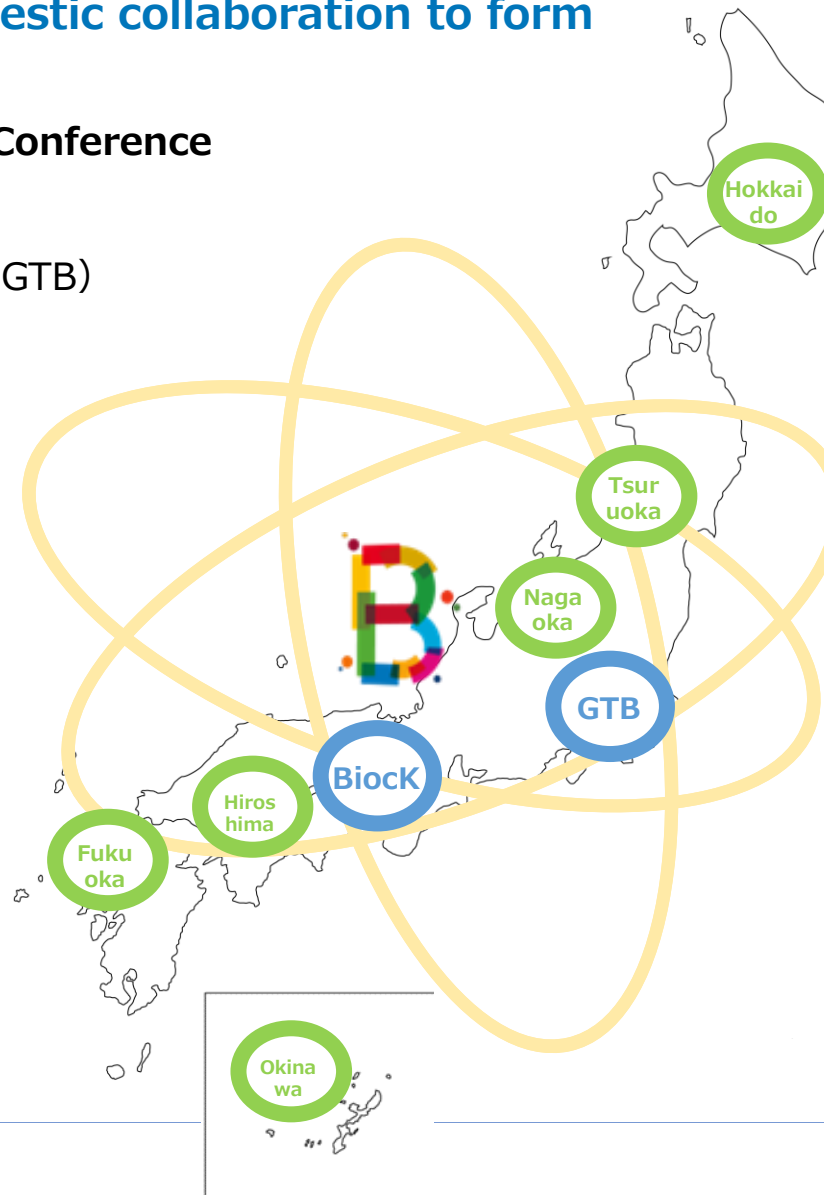 estic collaboration to form
Conference
GTB）
Hokkai
do
Tsur
uoka
Naga
oka
GTB
B
BiocK
Hiros
hima
Fuku
oka
Okina
wa